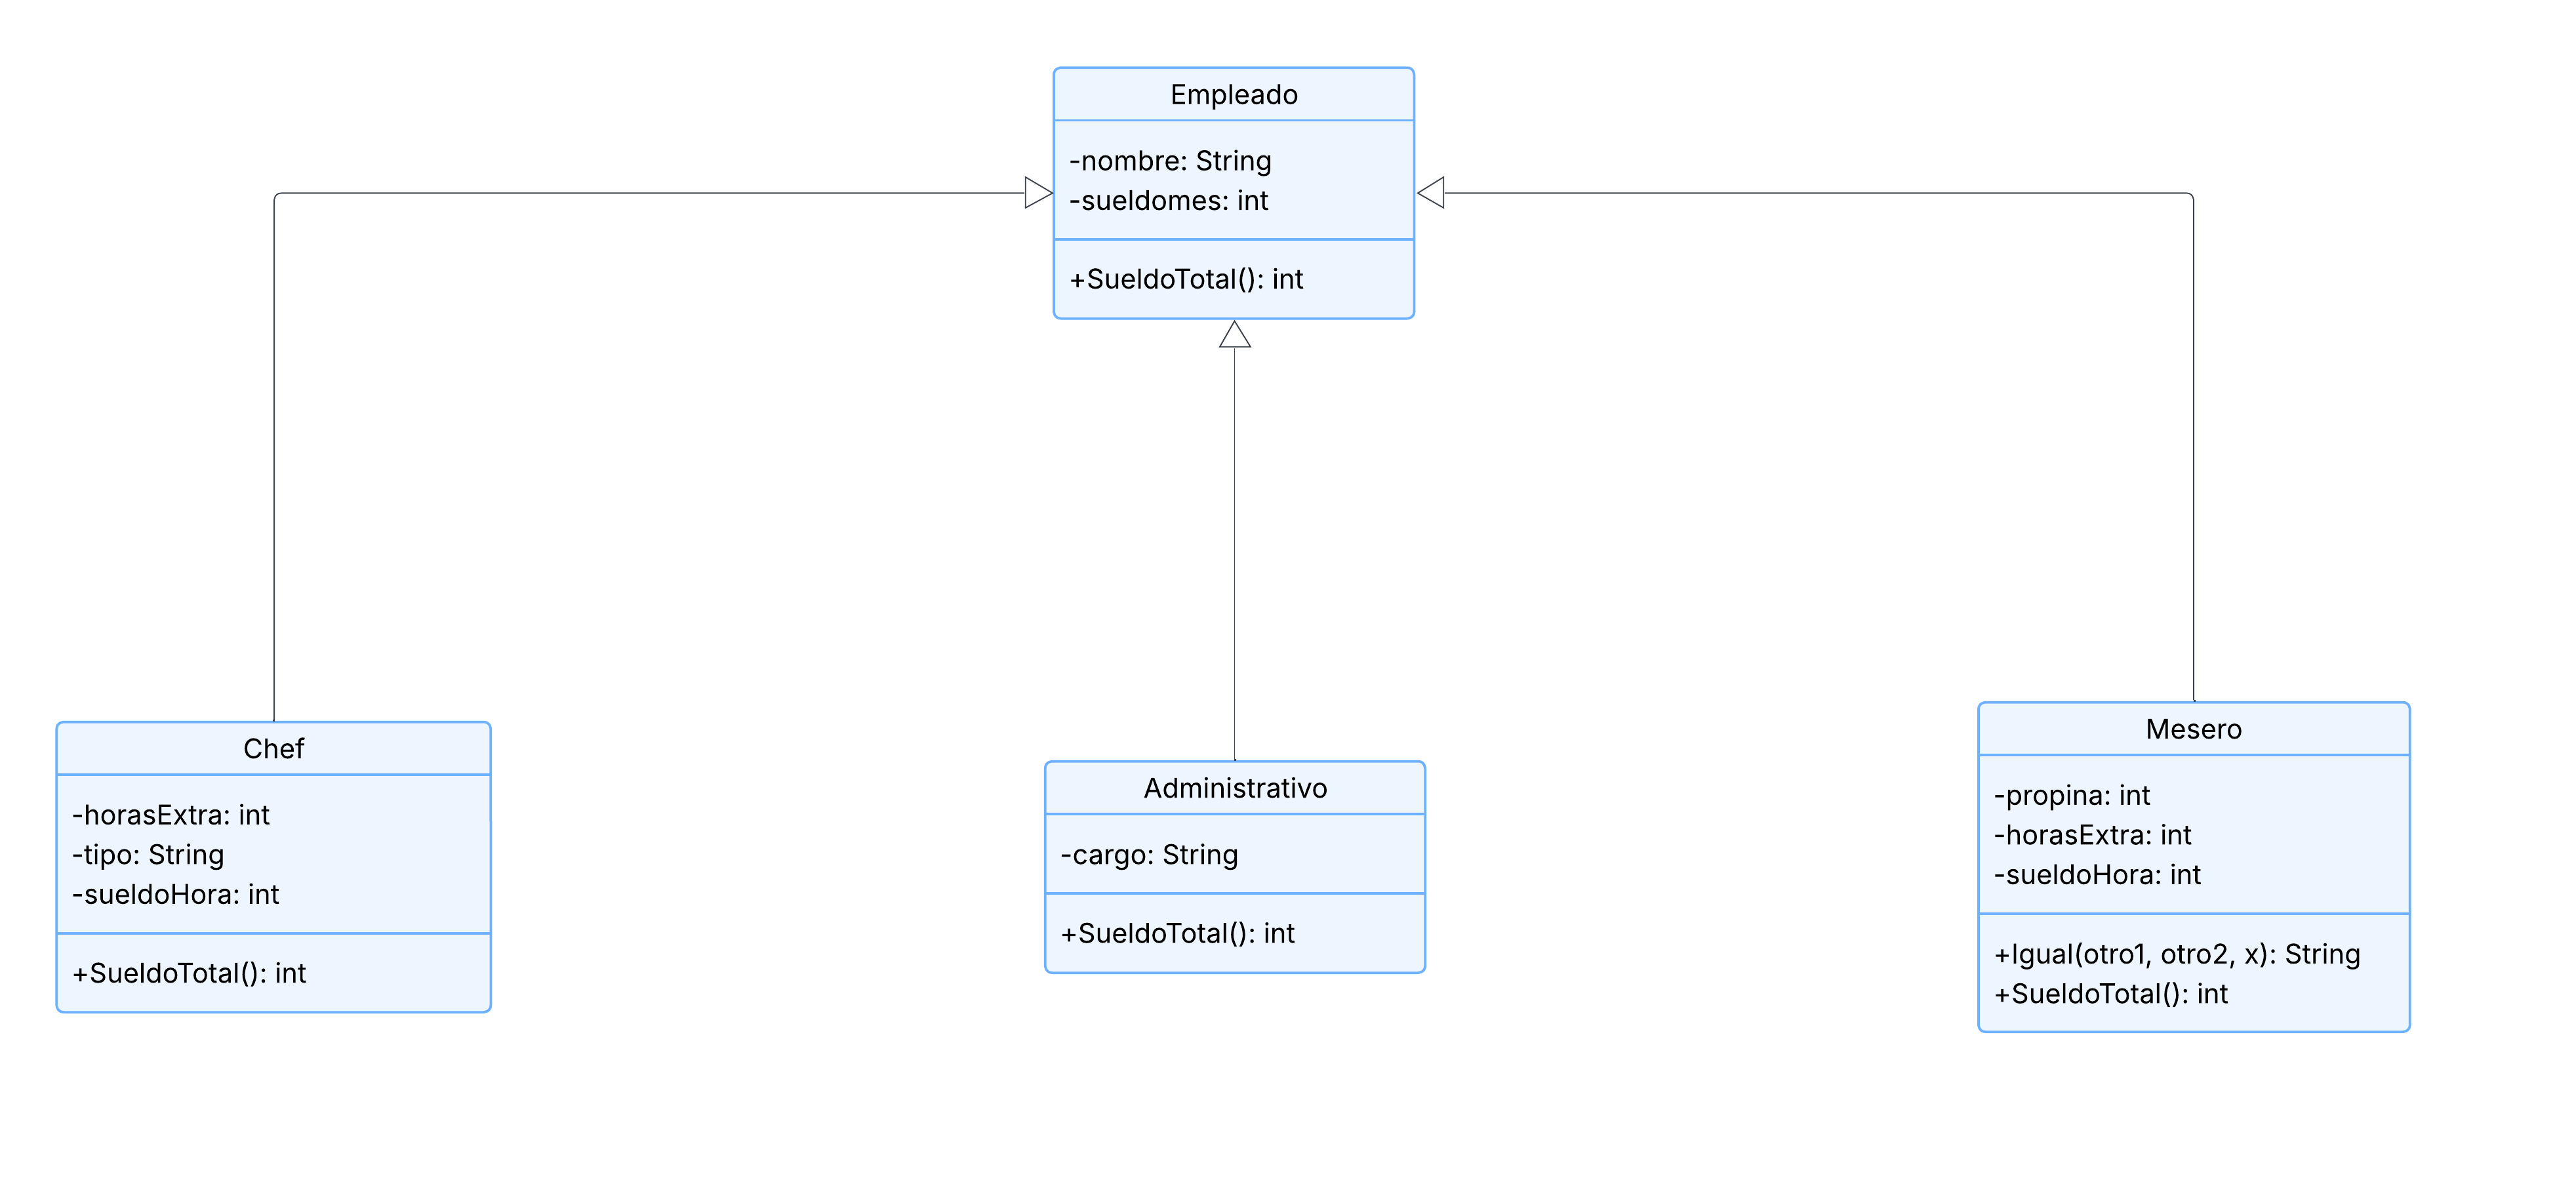 Empleado
-nombre: String
-sueldomes: int
+SueldoTotal(): int
Chef
-horasExtra: int
-tipo: String
-sueldoHora: int
+SueldoTotal(): int
Administrativo
-cargo: String
+SueldoTotal(): int
Mesero
-propina: int
-horasExtra: int
-sueldoHora: int
+Igual(otro1, otro2, x): String
+SueldoTotal(): int